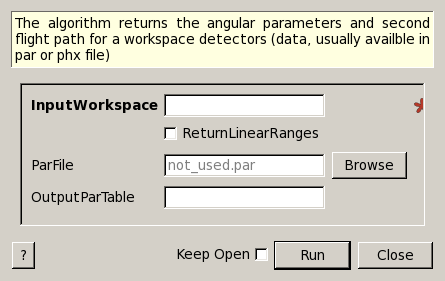 The algorithm returns the angular parameters and second
flight path for a workspace detectors (data, usually availble in
par or phx file)
InputWorkspace
ReturnLinearRanges
ParFile not_used.par Browse
OutputParTable
? Keep Open Run Close